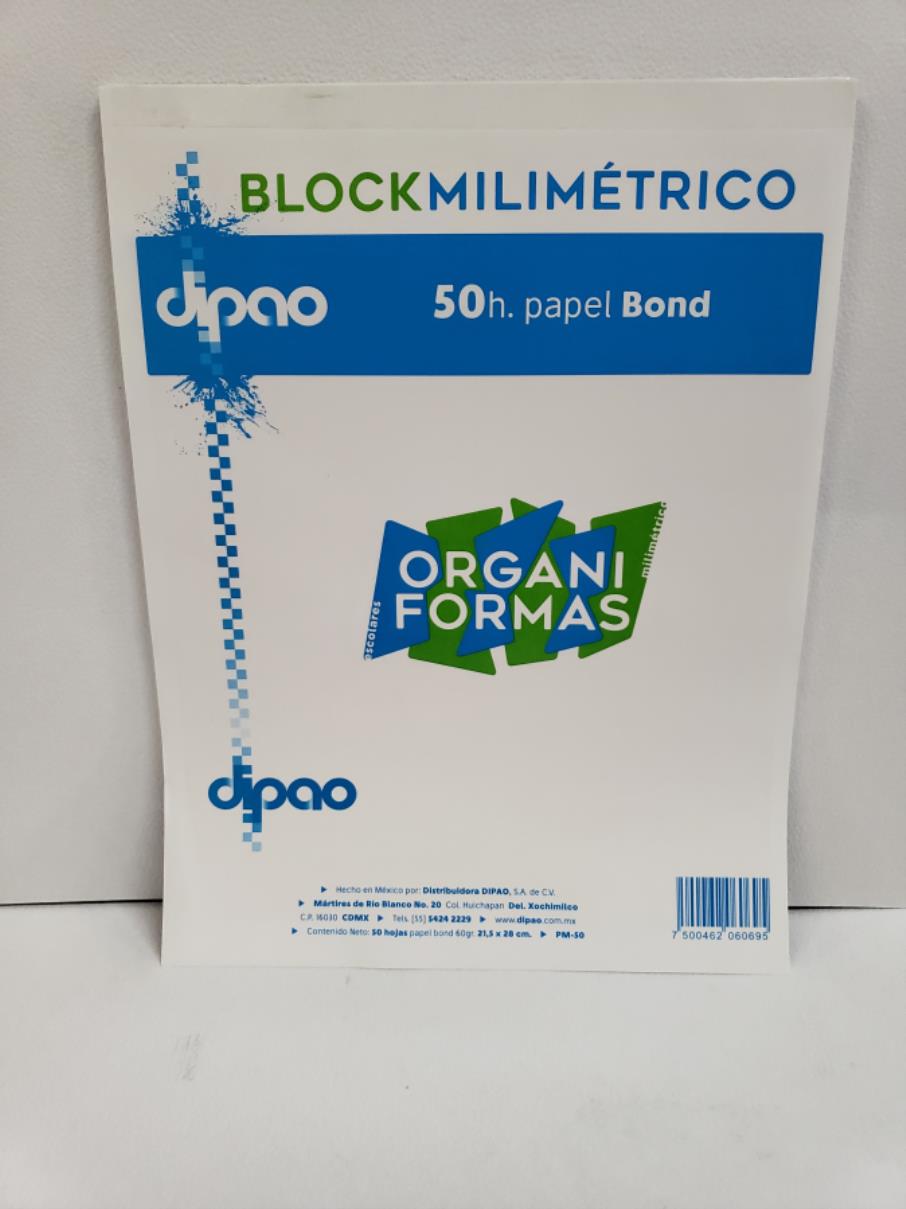 BLOCKMILIMÉTRICO
dipao
50h. papel Bond
ORGANI
FORMAS
escolares
milimétrico
dipao
▶ Hecho en México por: Distribuidora DIPAO, S.A. de C.V.
▶ Mártires de Río Blanco No. 20 Col. Huichapan Del. Xochimilco
C.P. 16030 CDMX ▶ Tels. (55) 5424 2229 ▶ www.dipao.com.mx
▶ Contenido Neto: 50 hojas papel bond 60gr. 21,5 x 28 cm. ▶ PM-50
7 500462 060695